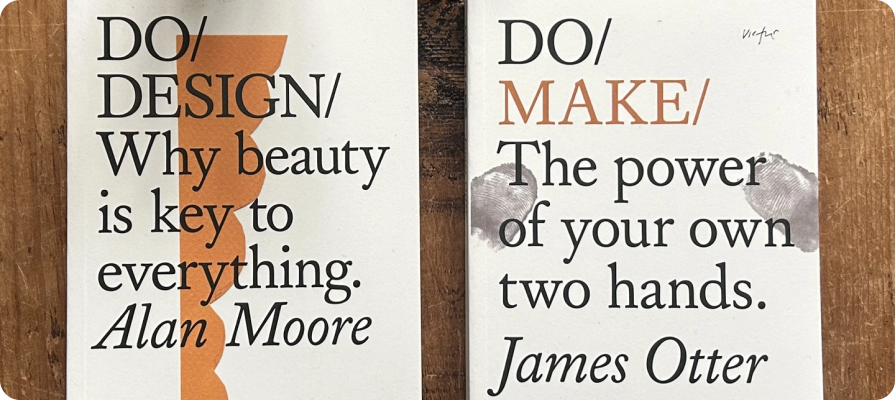 DO/
DESIGN/
Why beauty
is key to
everything.
Alan Moore
DO/
MAKE/
The power
of your own
two hands.
James Otter